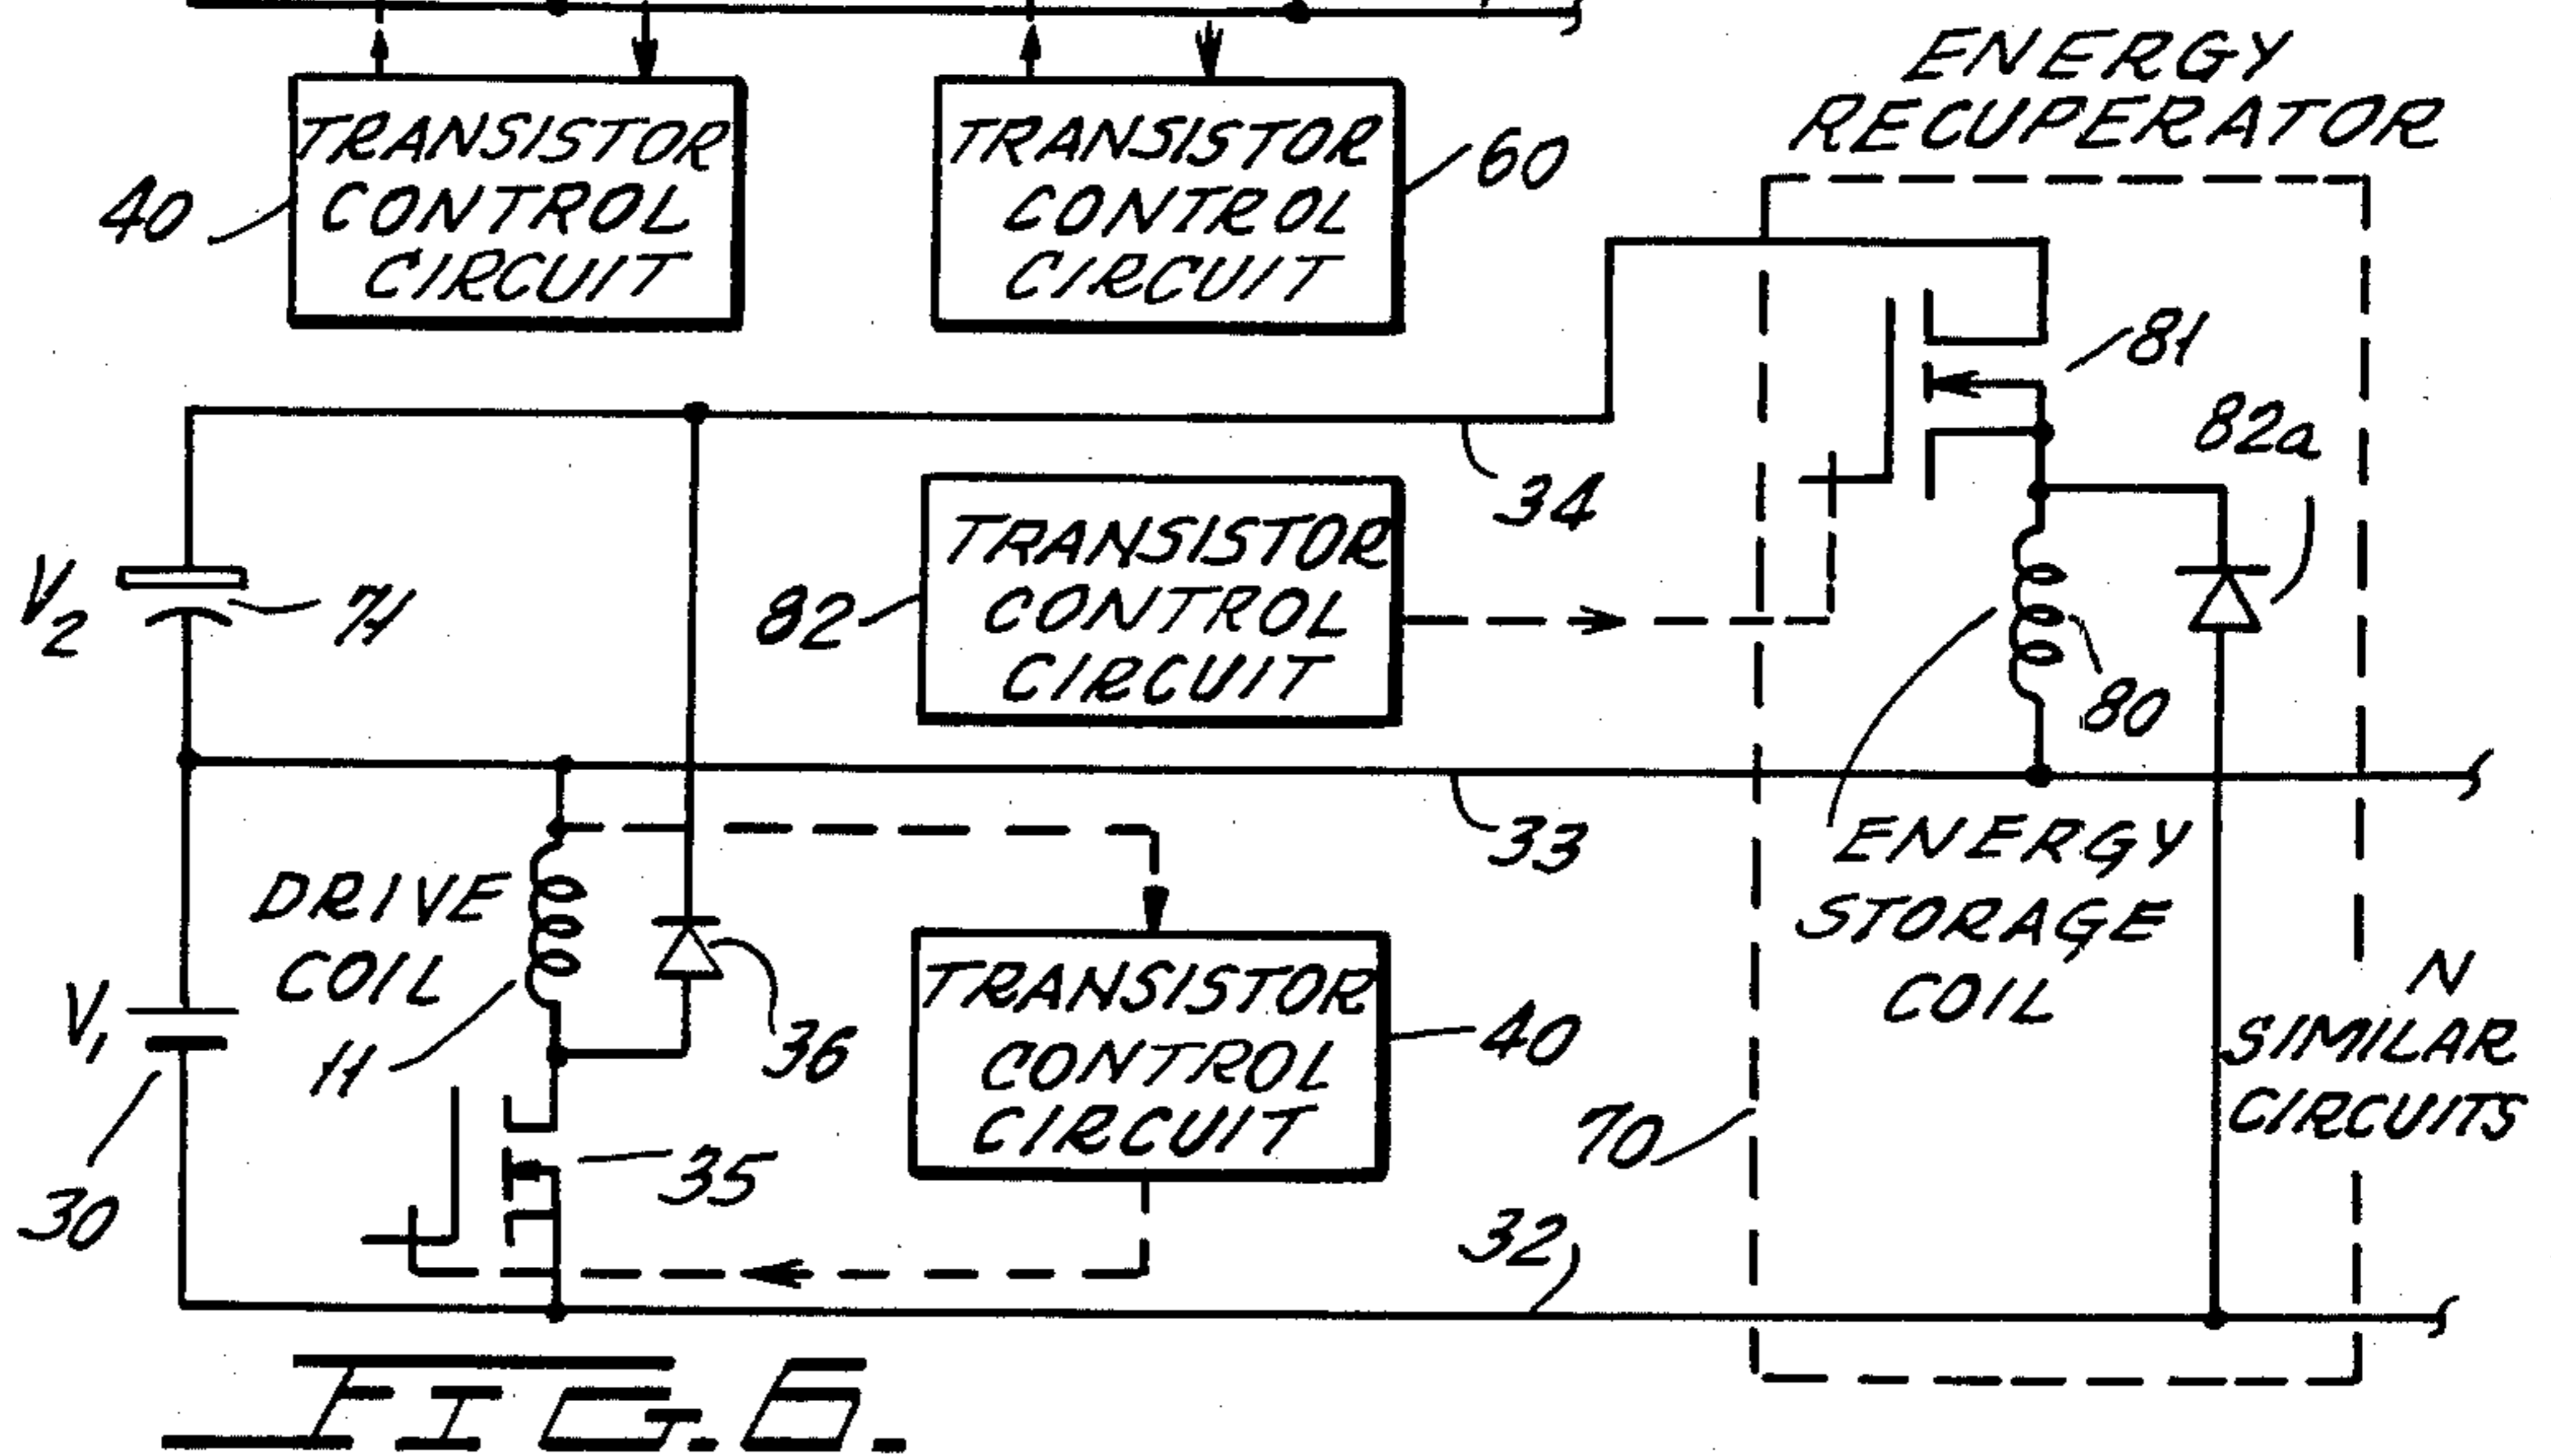 ENERGY
RECUPERATOR
TRANSISTOR
CONTROL
CIRCUIT
40
TRANSISTOR
CONTROL
CIRCUIT
60
81
82a
34
V2
71
82
TRANSISTOR
CONTROL
CIRCUIT
80
33
DRIVE
COIL
11
36
V1
30
35
TRANSISTOR
CONTROL
CIRCUIT
40
ENERGY
STORAGE
COIL
N
SIMILAR
CIRCUITS
70
32
FIG. 6.